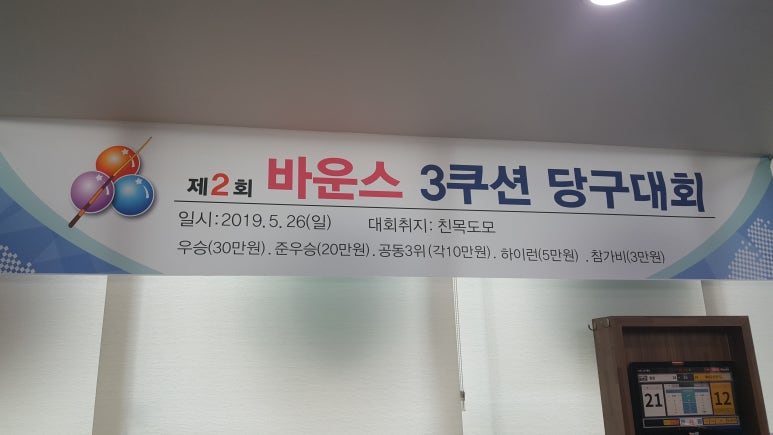 제2회 바운스 3쿠션 당구대회
일시:2019.5.26(일) 대회취지: 친목도모
우승(30만원).준우승(20만원).공동3위(각10만원).하이런(5만원).참가비(3만원)
21 12